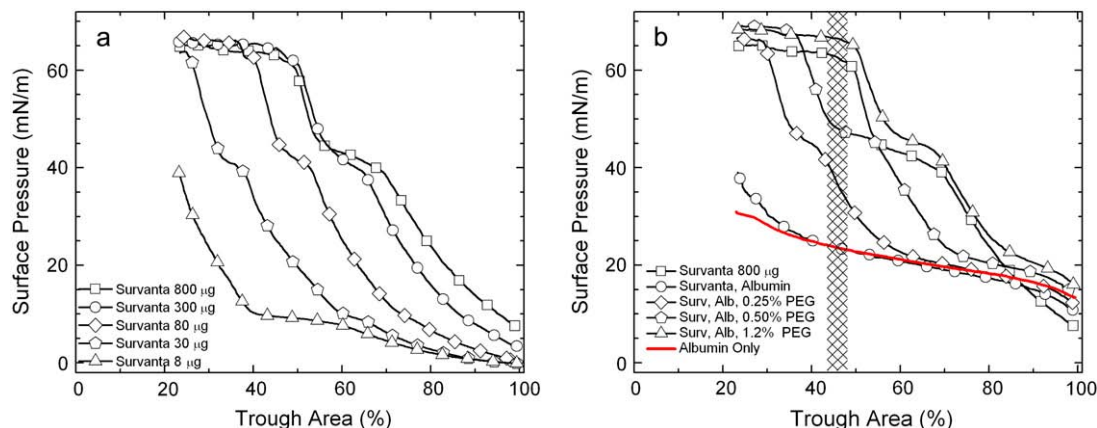 a
Surface Pressure (mN/m)
60
40
20
0
Survanta 800 μg
Survanta 300 μg
Survanta 80 μg
Survanta 30 μg
Survanta 8 μg
0 20 40 60 80 100
Trough Area (%)
b
Surface Pressure (mN/m)
60
40
20
0
Survanta 800 μg
Survanta, Albumin
Surv, Alb, 0.25% PEG
Surv, Alb, 0.50% PEG
Surv, Alb, 1.2% PEG
Albumin Only
0 20 40 60 80 100
Trough Area (%)